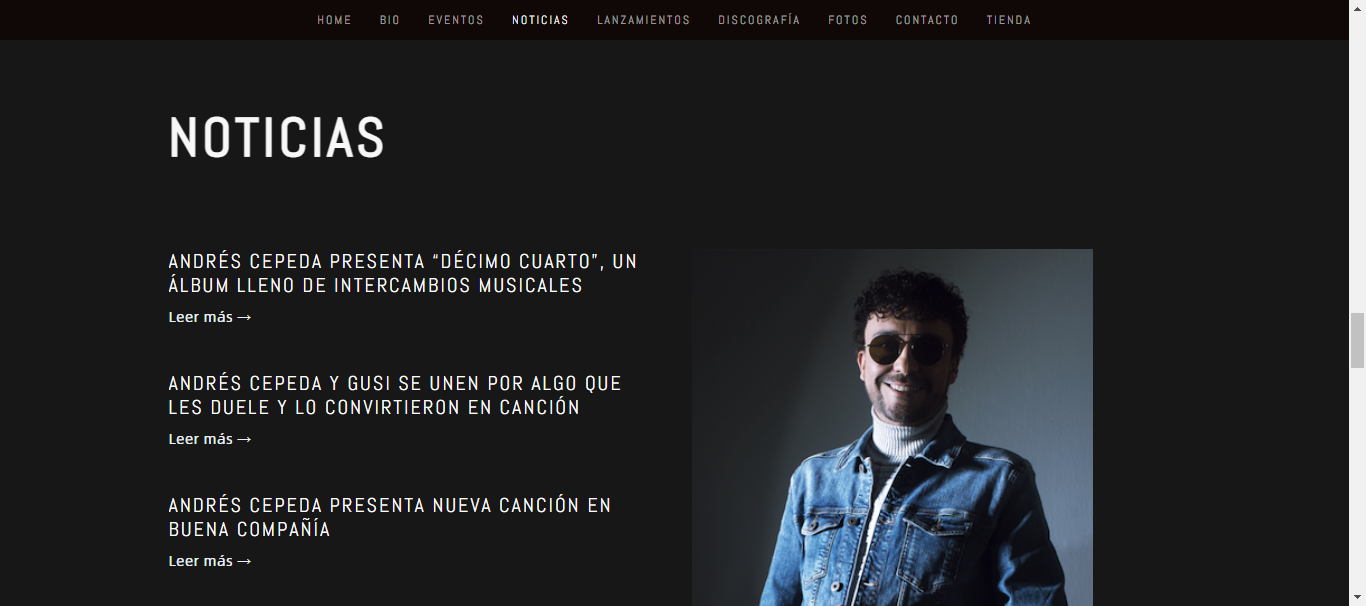 HOME BIO EVENTOS NOTICIAS LANZAMIENTOS DISCOGRAFÍA FOTOS CONTACTO TIENDA
NOTICIAS
ANDRÉS CEPEDA PRESENTA “DÉCIMO CUARTO”, UN
ÁLBUM LLENO DE INTERCAMBIOS MUSICALES
Leer más →
ANDRÉS CEPEDA Y GUSI SE UNEN POR ALGO QUE
LES DUELE Y LO CONVIRTIERON EN CANCIÓN
Leer más →
ANDRÉS CEPEDA PRESENTA NUEVA CANCIÓN EN
BUENA COMPAÑÍA
Leer más →